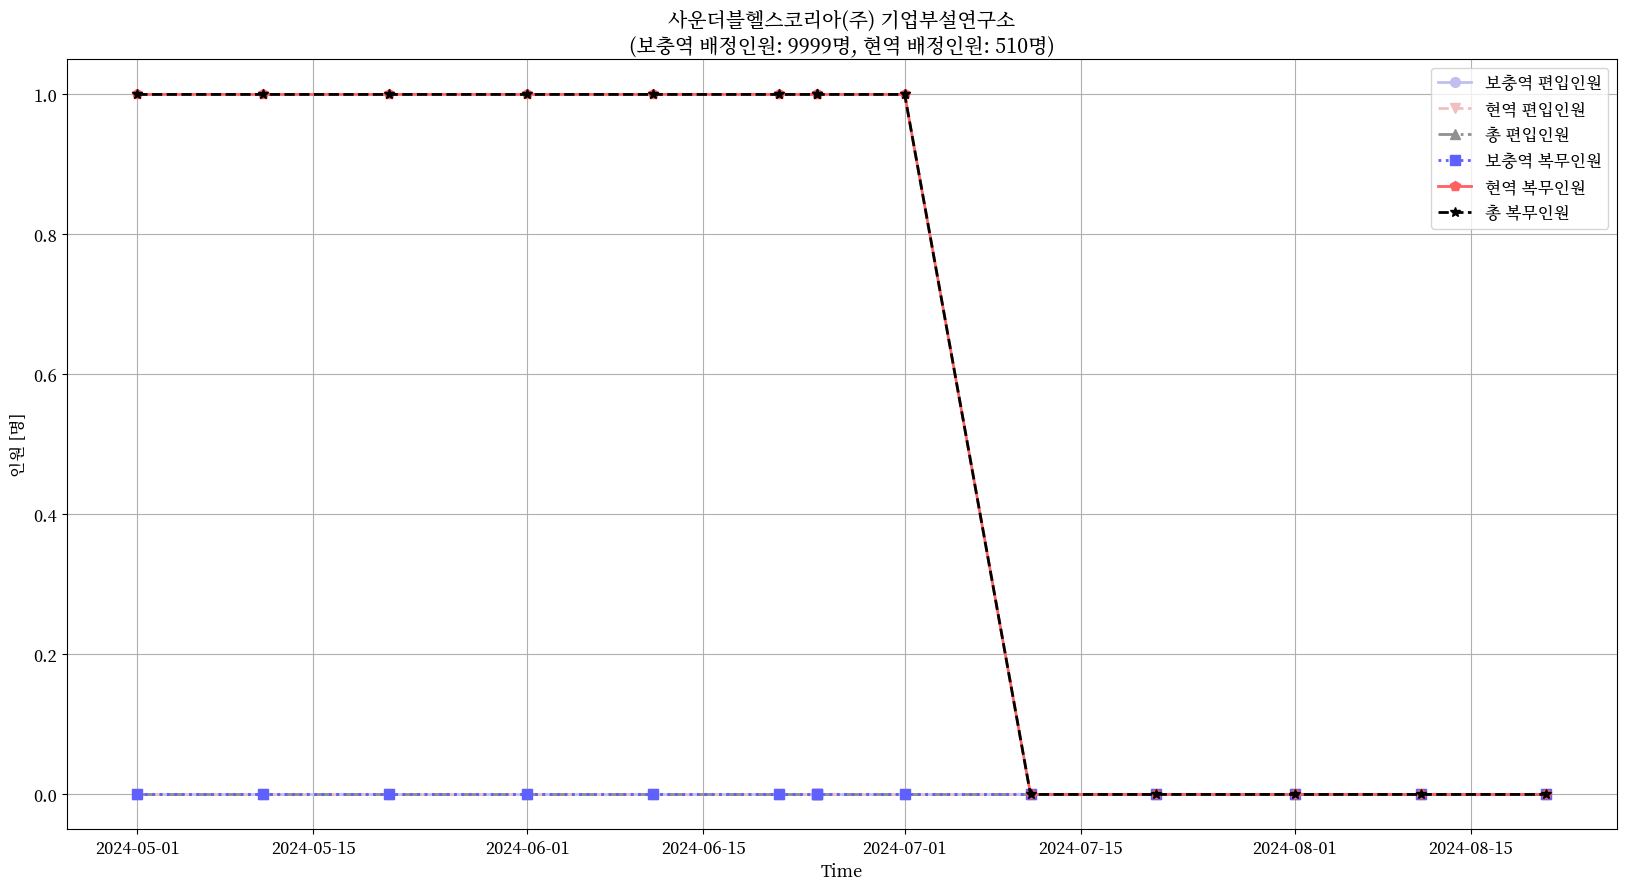 사운더블헬스코리아(주) 기업부설연구소
(보충역 배정인원: 9999명, 현역 배정인원: 510명)
보충역 편입인원
현역 편입인원
총 편입인원
보충역 복무인원
현역 복무인원
총 복무인원
인원 [명]
1.0
0.8
0.6
0.4
0.2
0.0
2024-05-01
2024-05-15
2024-06-01
2024-06-15
2024-07-01
2024-07-15
2024-08-01
2024-08-15
Time